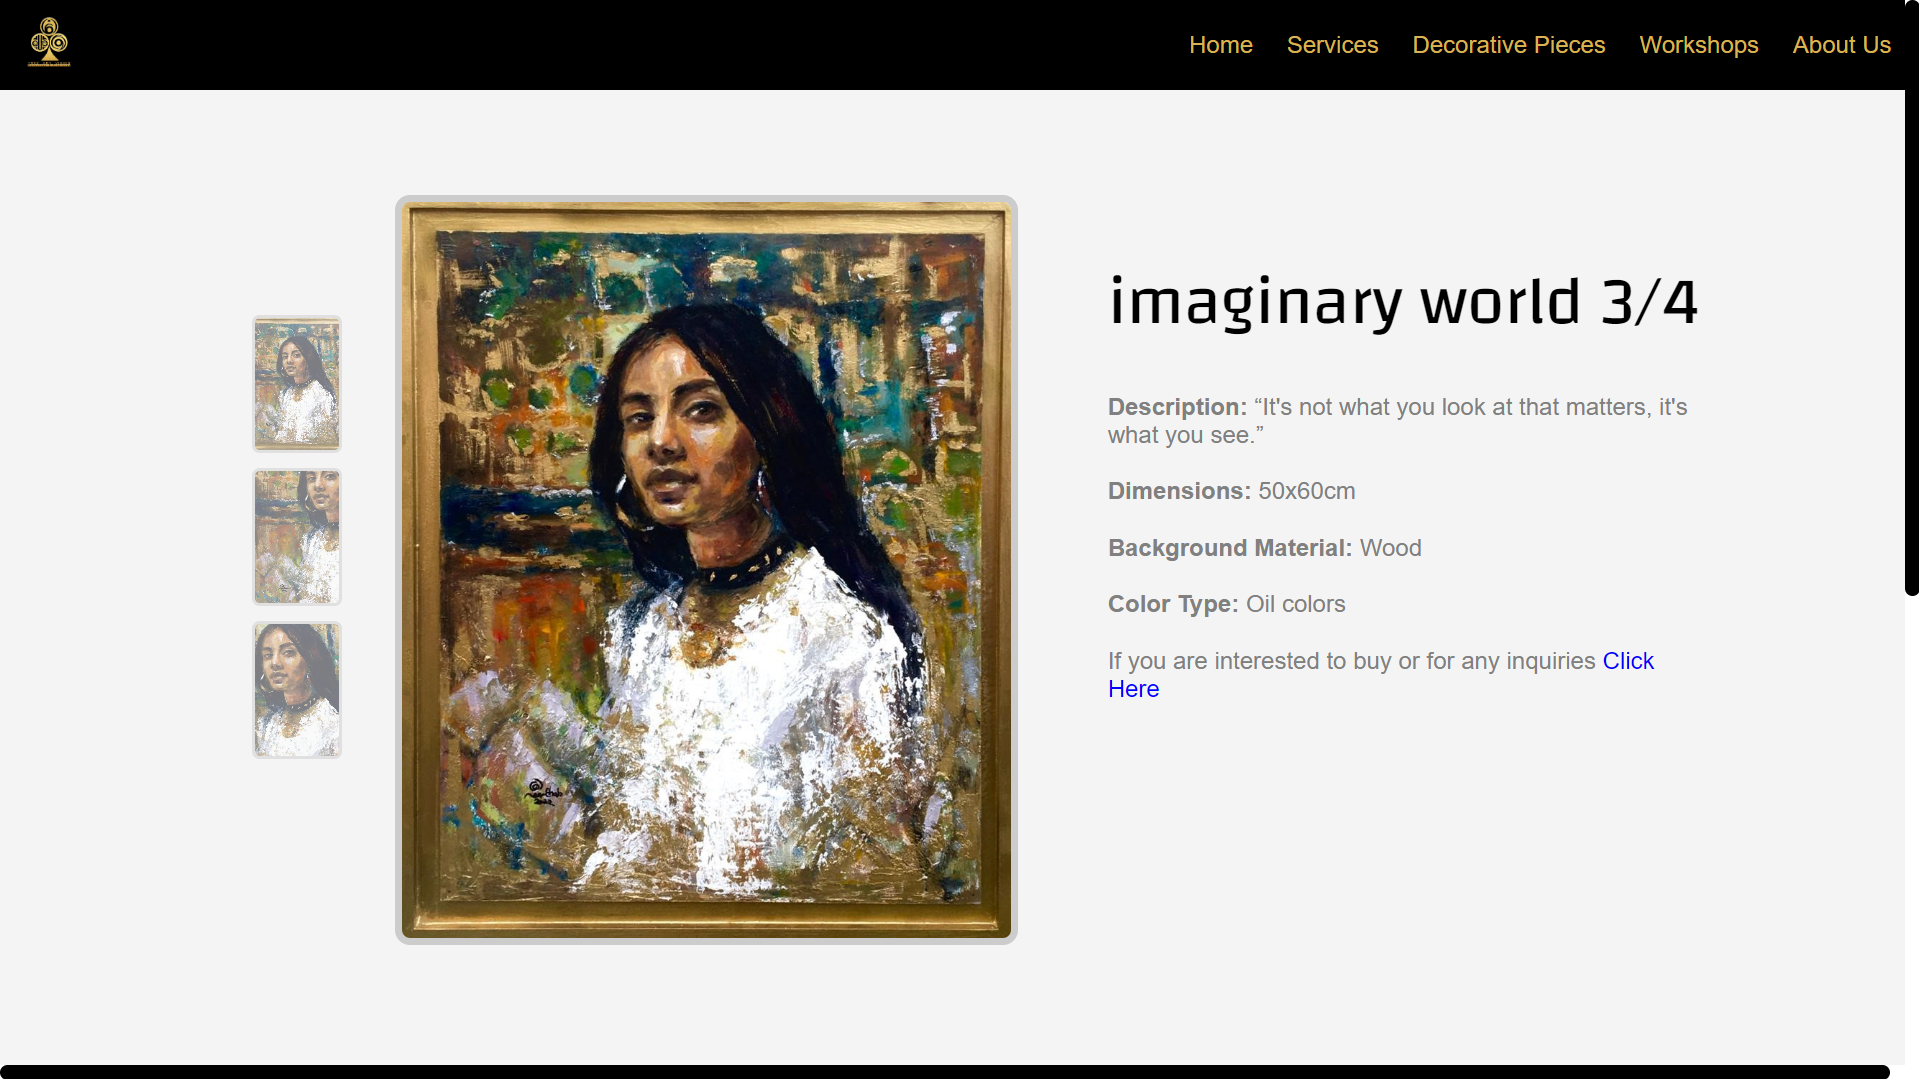 Home
Services
Decorative Pieces
Workshops
About Us
imaginary world 3/4
Description: “It's not what you look at that matters, it's
what you see.”
Dimensions: 50x60cm
Background Material: Wood
Color Type: Oil colors
If you are interested to buy or for any inquiries Click
Here